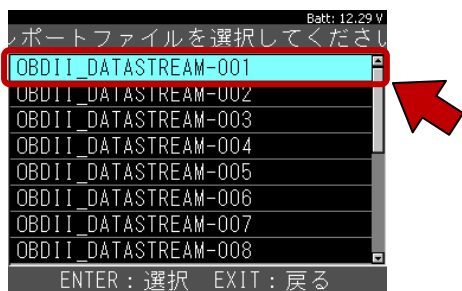 Batt: 12.29 V
レポートファイルを選択してくださ
OBDII_DATASTREAM-001
OBDII_DATASTREAM-002
OBDII_DATASTREAM-003
OBDII_DATASTREAM-004
OBDII_DATASTREAM-005
OBDII_DATASTREAM-006
OBDII_DATASTREAM-007
OBDII_DATASTREAM-008
ENTER：選択 EXIT：戻る